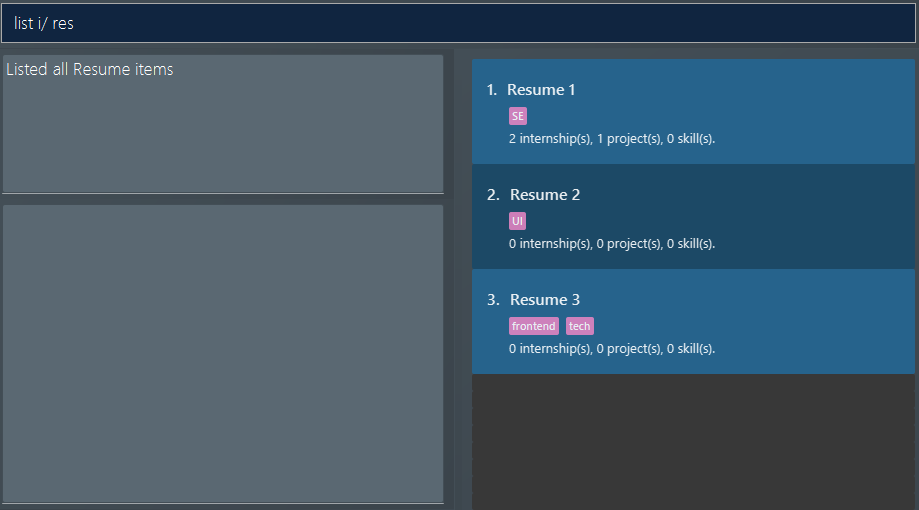 list i/ res
Listed all Resume items
1. Resume 1
SE
2 internship(s), 1 project(s), 0 skill(s).
2. Resume 2
UI
0 internship(s), 0 project(s), 0 skill(s).
3. Resume 3
frontend tech
0 internship(s), 0 project(s), 0 skill(s).